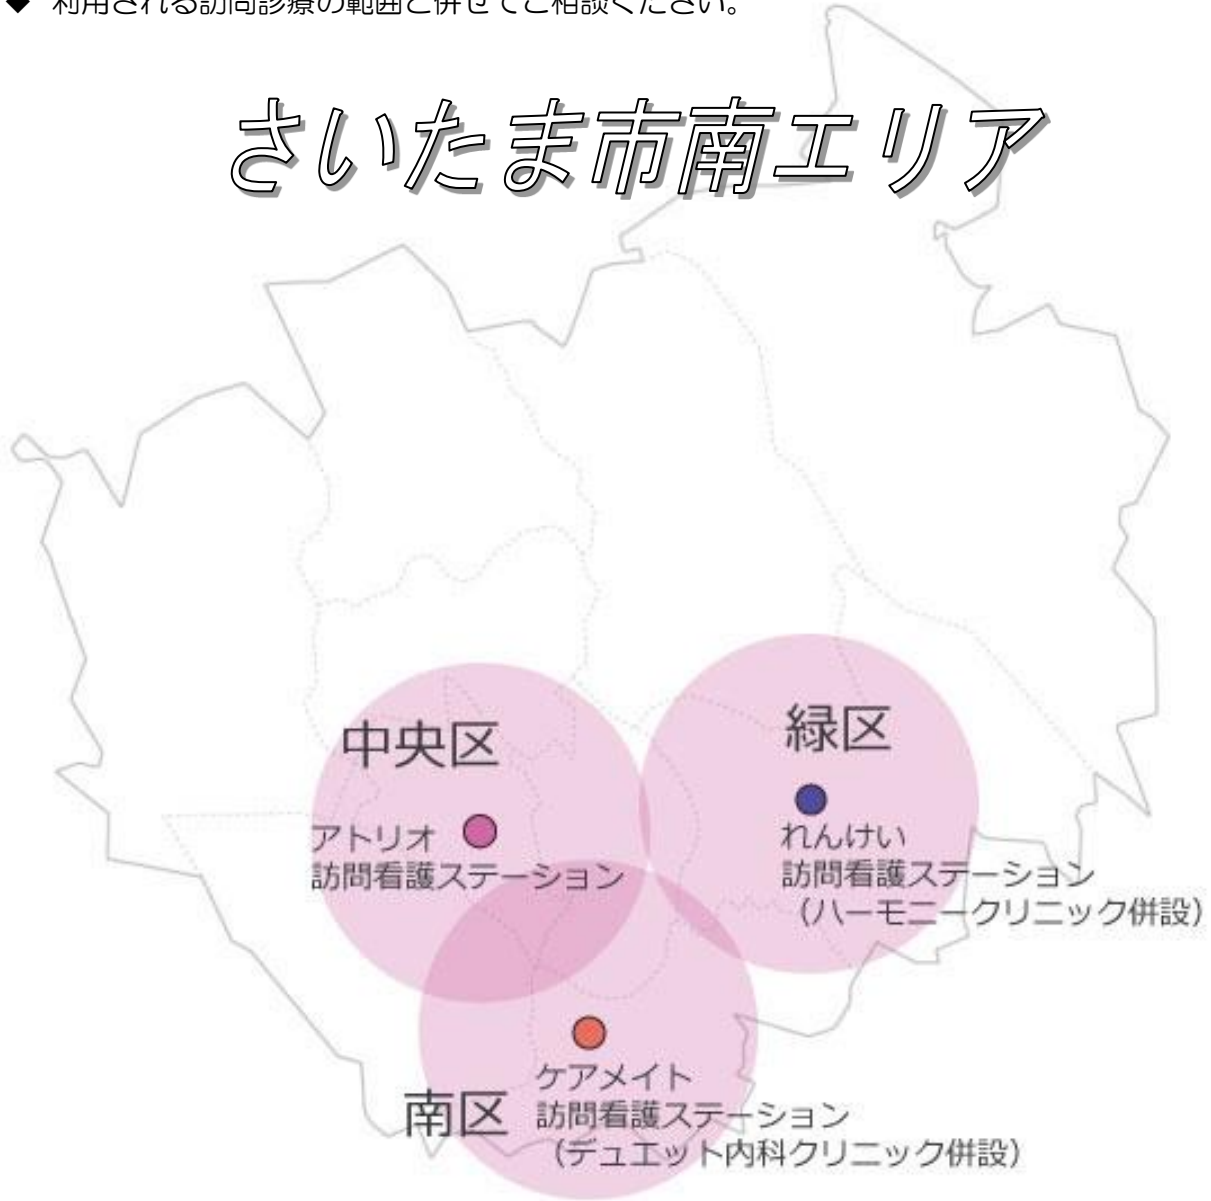 ◆ 利用される訪問診療の範囲と併せてご相談ください。
さいたま市南エリア
中央区
アトリオ
訪問看護ステーション
緑区
れんけい
訪問看護ステーション
（ハーモニークリニック併設）
南区
ケアメイト
訪問看護ステーション
（デュエット内科クリニック併設）